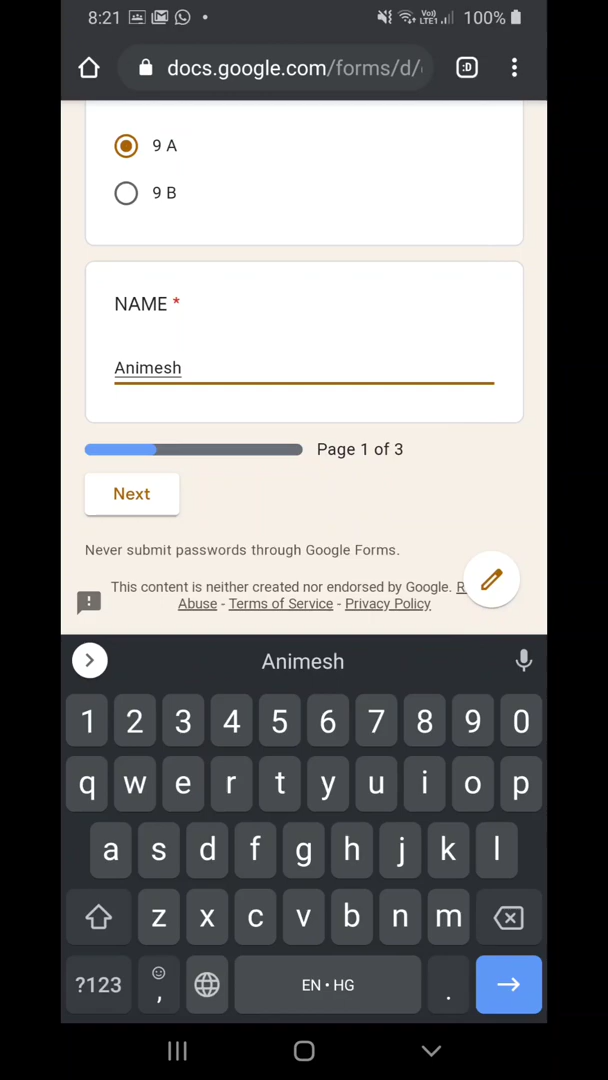 8:21 100%
docs.google.com/forms/d/
:D
9 A
9 B
NAME *
Animesh
Page 1 of 3
Next
Never submit passwords through Google Forms.
This content is neither created nor endorsed by Google.
Abuse - Terms of Service - Privacy Policy
Animesh
1 2 3 4 5 6 7 8 9 0
q w e r t y u i o p
a s d f g h j k l
z x c v b n m
?123 , EN • HG .